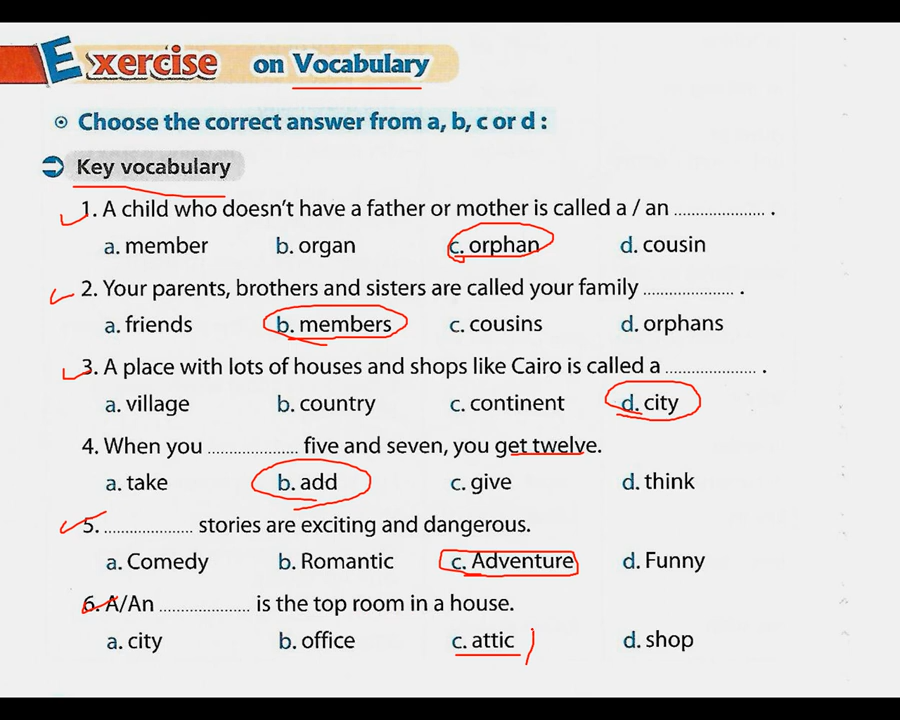 Exercise on Vocabulary
Choose the correct answer from a, b, c or d :
Key vocabulary
1. A child who doesn't have a father or mother is called a / an .................... .
a. member b. organ c. orphan d. cousin
2. Your parents, brothers and sisters are called your family .................... .
a. friends b. members c. cousins d. orphans
3. A place with lots of houses and shops like Cairo is called a .................... .
a. village b. country c. continent d. city
4. When you .................... five and seven, you get twelve.
a. take b. add c. give d. think
5. .................... stories are exciting and dangerous.
a. Comedy b. Romantic c. Adventure d. Funny
6. A/An .................... is the top room in a house.
a. city b. office c. attic d. shop